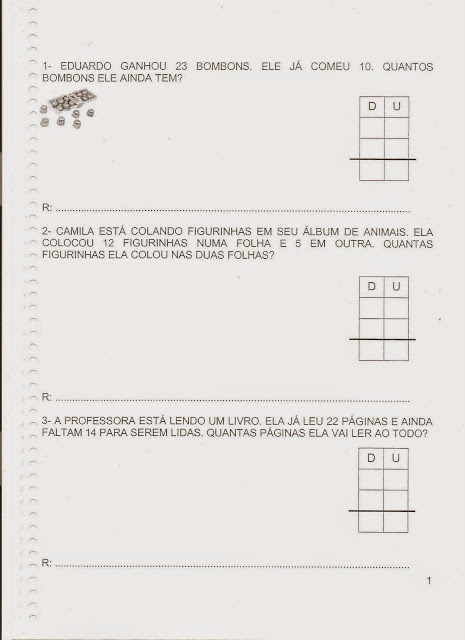 1- EDUARDO GANHOU 23 BOMBONS. ELE JÁ COMEU 10. QUANTOS
BOMBONS ELE AINDA TEM?
D U
R: ............................................................
2- CAMILA ESTÁ COLANDO FIGURINHAS EM SEU ÁLBUM DE ANIMAIS. ELA
COLOCOU 12 FIGURINHAS NUMA FOLHA E 5 EM OUTRA. QUANTAS
FIGURINHAS ELA COLOU NAS DUAS FOLHAS?
D U
R: ............................................................
3- A PROFESSORA ESTÁ LENDO UM LIVRO. ELA JÁ LEU 22 PÁGINAS E AINDA
FALTAM 14 PARA SEREM LIDAS. QUANTAS PÁGINAS ELA VAI LER AO TODO?
D U
R: ............................................................
1